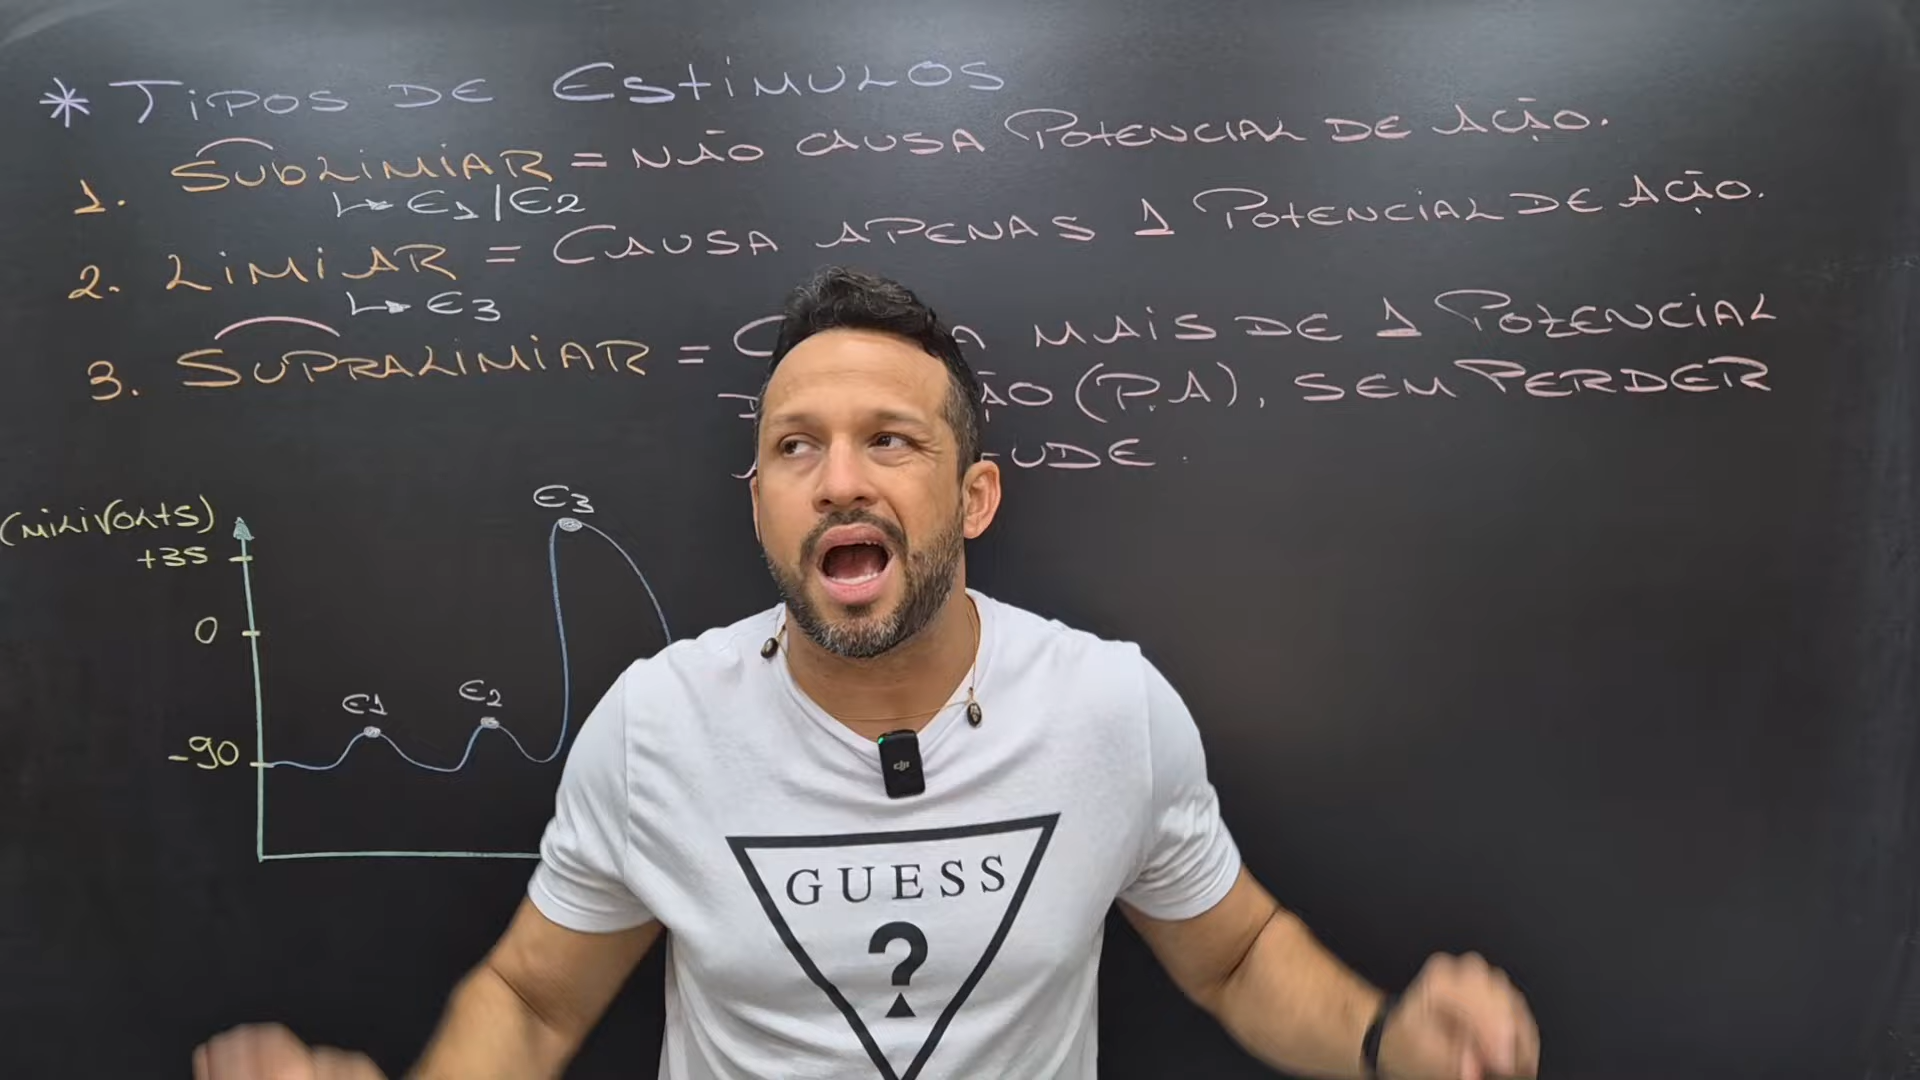 * TIPOS DE ESTIMULOS
1. SUBLIMIAR = NÃO CAUSA POTENCIAL DE AÇÃO.
↳ E1/E2
2. LIMIAR = CAUSA APENAS 1 POTENCIAL DE AÇÃO.
↳ E3
3. SUPRALIMIAR = MAIS DE 1 POTENCIAL
(P.A), SEM PERDER
(MILIVOLTS)
+35
0
-90
E1
E2
E3
dji
GUESS
?